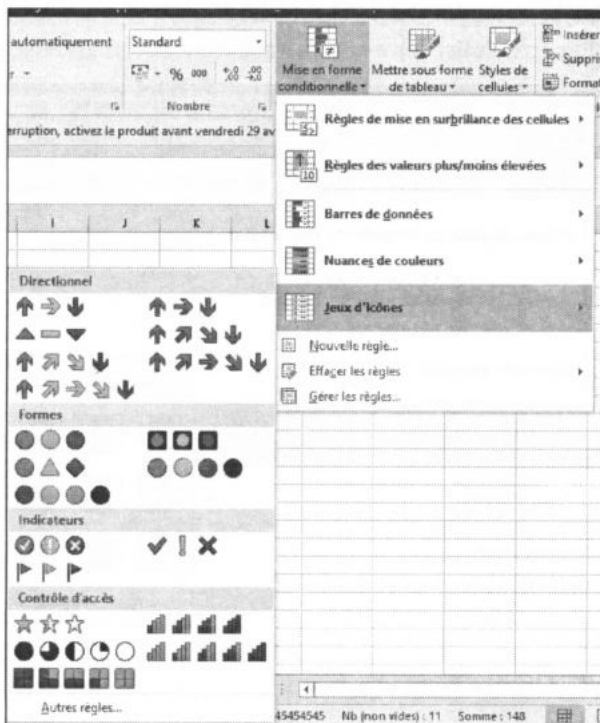 automatiquement
Standard
% 000
Nombre
Mise en forme conditionnelle
Mettre sous forme de tableau
Styles de cellules
Insérer
Suppri
Format
erruption, activez le produit avant vendredi 29 av
Règles de mise en surbrillance des cellules
Règles des valeurs plus/moins élevées
10
Barres de données
Nuances de couleurs
Jeux d'icônes
Nouvelle règle...
Effacer les règles
Gérer les règles...
I J K L
Directionnel
Formes
Indicateurs
Contrôle d'accès
Autres règles...
45454545 Nb (non vides) : 11 Somme : 148